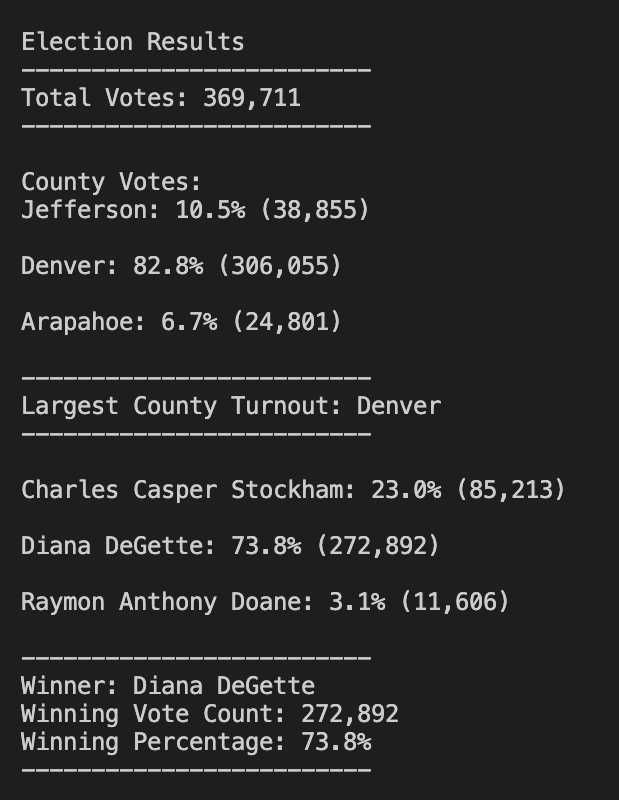 Election Results
-------------------------
Total Votes: 369,711
-------------------------
County Votes:
Jefferson: 10.5% (38,855)
Denver: 82.8% (306,055)
Arapahoe: 6.7% (24,801)
-------------------------
Largest County Turnout: Denver
-------------------------
Charles Casper Stockham: 23.0% (85,213)
Diana DeGette: 73.8% (272,892)
Raymon Anthony Doane: 3.1% (11,606)
-------------------------
Winner: Diana DeGette
Winning Vote Count: 272,892
Winning Percentage: 73.8%
-------------------------